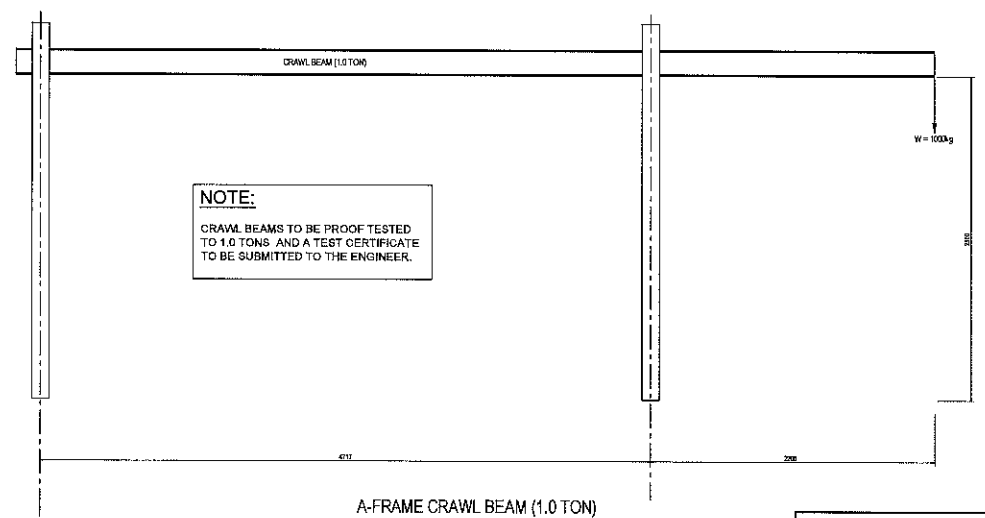 CRAWL BEAM (1.0 TON)
W = 1000kg
NOTE:
CRAWL BEAMS TO BE PROOF TESTED
TO 1.0 TONS AND A TEST CERTIFICATE
TO BE SUBMITTED TO THE ENGINEER.
4717
A-FRAME CRAWL BEAM (1.0 TON)